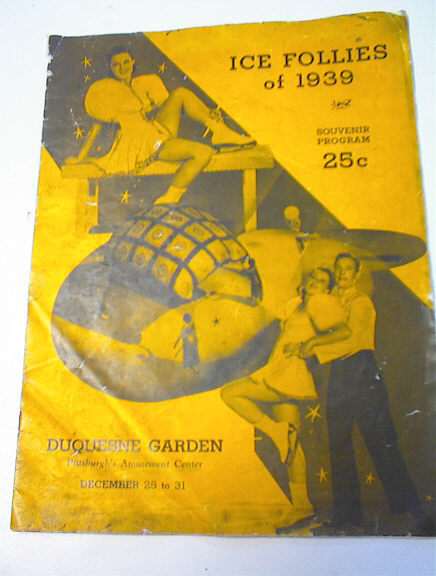 ICE FOLLIES
of 1939
SOUVENIR
PROGRAM
25c
DUQUESNE GARDEN
Pittsburgh's Amusement Center
DECEMBER 25 to 31